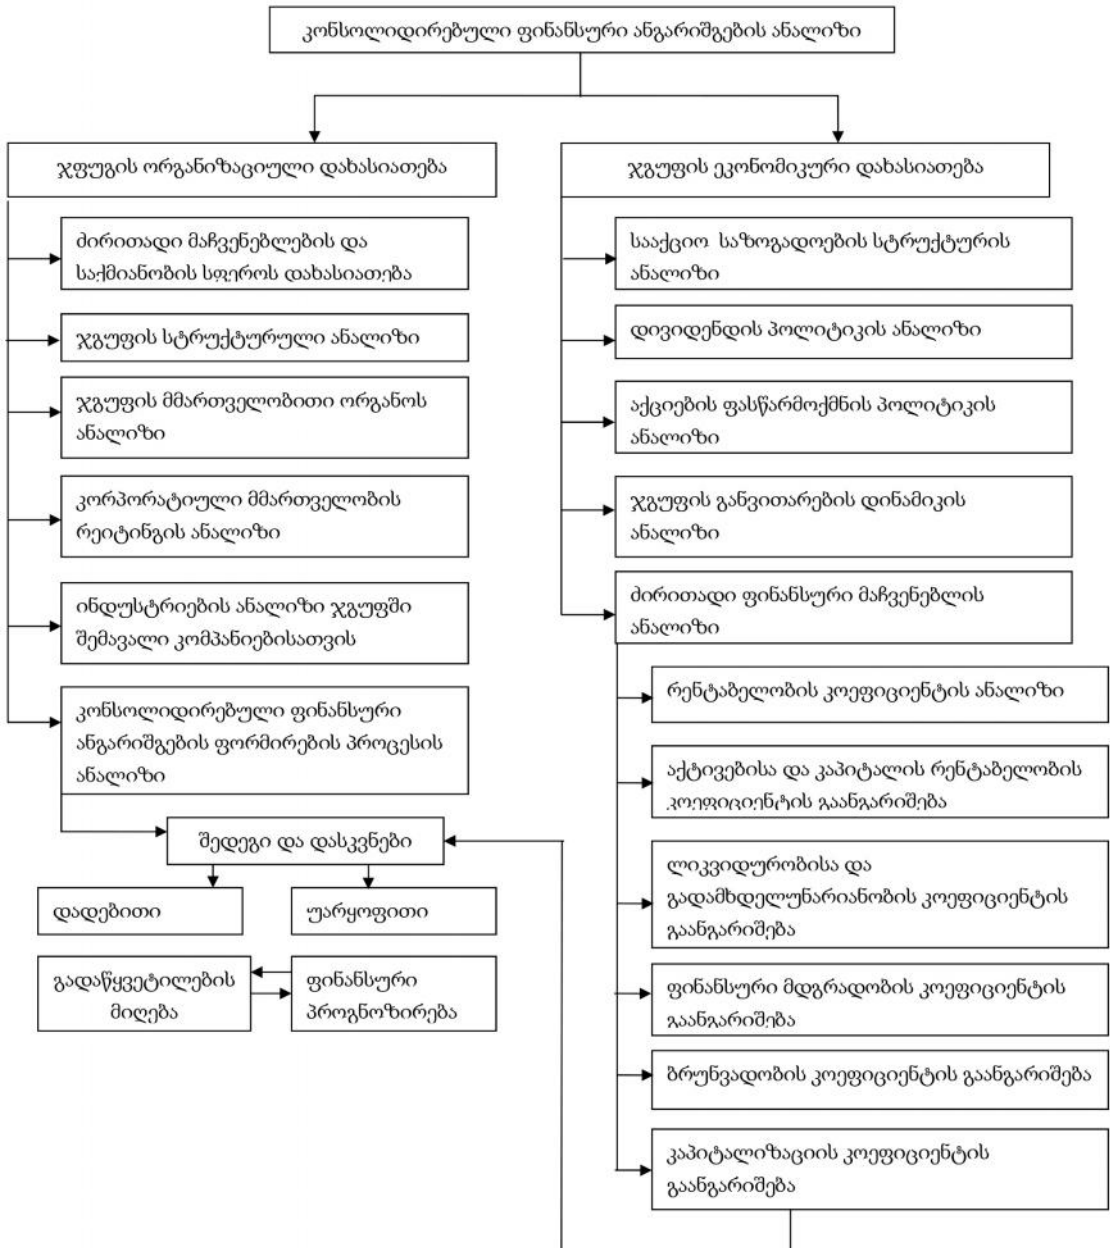 კონსოლიდირებული ფინანსური ანგარიშგების ანალიზი
ჯფუგის ორგანიზაციული დახასიათება
ძირითადი მაჩვენებლების და
საქმიანობის სფეროს დახასიათება
ჯგუფის სტრუქტურული ანალიზი
ჯგუფის მმართველობითი ორგანოს
ანალიზი
კორპორატიული მმართველობის
რეიტინგის ანალიზი
ინდუსტრიების ანალიზი ჯგუფში
შემავალი კომპანიებისათვის
კონსოლიდირებული ფინანსური
ანგარიშგების ფორმირების პროცესის
ანალიზი
შედეგი და დასკვნები
დადებითი
უარყოფითი
გადაწყვეტილების
მიღება
ფინანსური
პროგნოზირება
ჯგუფის ეკონომიკური დახასიათება
სააქციო საზოგადოების სტრუქტურის
ანალიზი
დივიდენდის პოლიტიკის ანალიზი
აქციების ფასწარმოქმნის პოლიტიკის
ანალიზი
ჯგუფის განვითარების დინამიკის
ანალიზი
ძირითადი ფინანსური მაჩვენებლის
ანალიზი
რენტაბელობის კოეფიციენტის ანალიზი
აქტივებისა და კაპიტალის რენტაბელობის
კოეფიციენტის გაანგარიშება
ლიკვიდურობისა და
გადამხდელუნარიანობის კოეფიციენტის
გაანგარიშება
ფინანსური მდგრადობის კოეფიციენტის
გაანგარიშება
ბრუნვადობის კოეფიციენტის გაანგარიშება
კაპიტალიზაციის კოეფიციენტის
გაანგარიშება